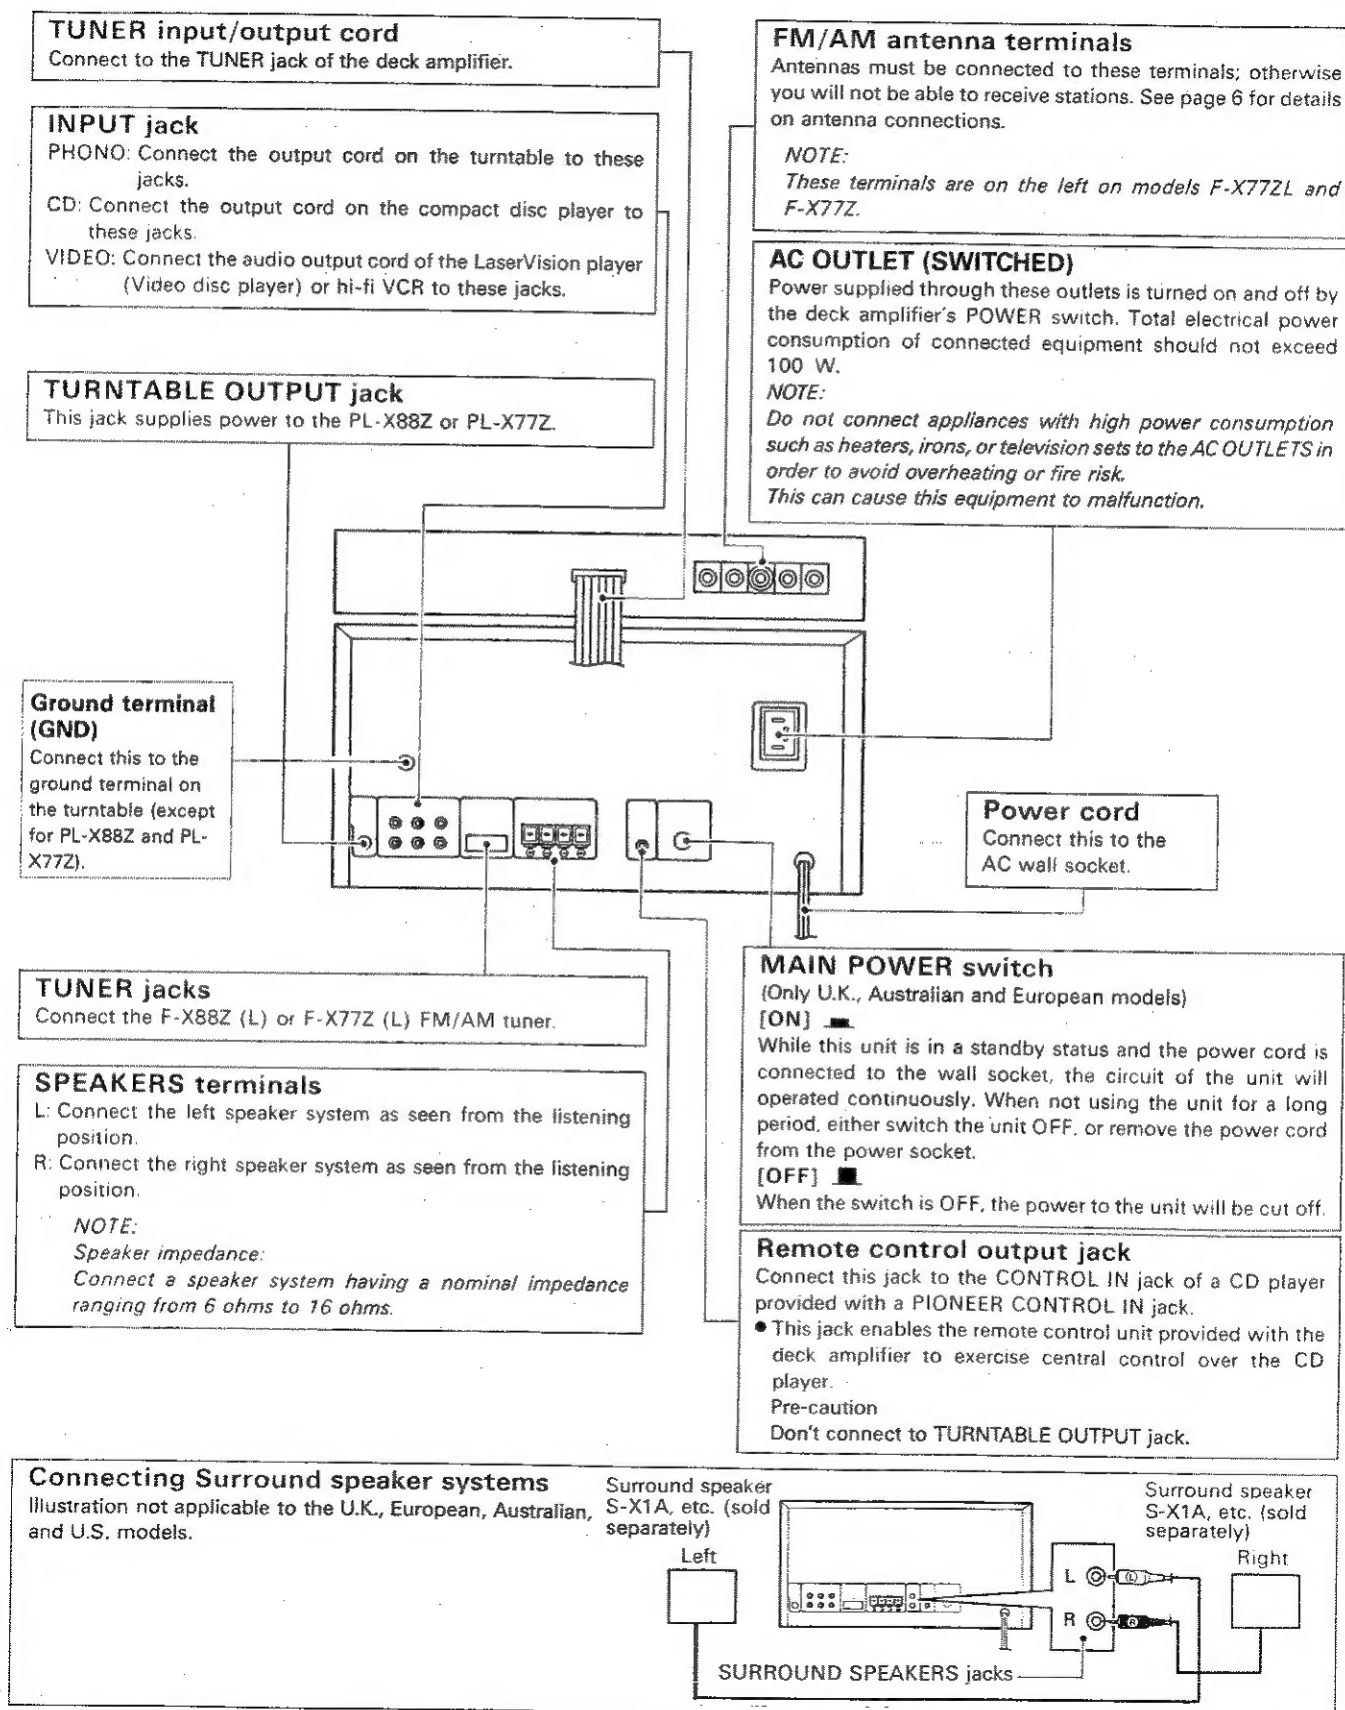 TUNER input/output cord
Connect to the TUNER jack of the deck amplifier.
INPUT jack
PHONO: Connect the output cord on the turntable to these
jacks.
CD: Connect the output cord on the compact disc player to
these jacks.
VIDEO: Connect the audio output cord of the LaserVision player
(Video disc player) or hi-fi VCR to these jacks.
TURNTABLE OUTPUT jack
This jack supplies power to the PL-X88Z or PL-X77Z.
FM/AM antenna terminals
Antennas must be connected to these terminals; otherwise
you will not be able to receive stations. See page 6 for details
on antenna connections.
NOTE:
These terminals are on the left on models F-X77ZL and
F-X77Z.
AC OUTLET (SWITCHED)
Power supplied through these outlets is turned on and off by
the deck amplifier's POWER switch. Total electrical power
consumption of connected equipment should not exceed
100 W.
NOTE:
Do not connect appliances with high power consumption
such as heaters, irons, or television sets to the AC OUTLETS in
order to avoid overheating or fire risk.
This can cause this equipment to malfunction.
Ground terminal
(GND)
Connect this to the
ground terminal on
the turntable (except
for PL-X88Z and PL-
X77Z).
Power cord
Connect this to the
AC wall socket.
TUNER jacks
Connect the F-X88Z (L) or F-X77Z (L) FM/AM tuner.
SPEAKERS terminals
L: Connect the left speaker system as seen from the listening
position.
R: Connect the right speaker system as seen from the listening
position.
NOTE:
Speaker impedance:
Connect a speaker system having a nominal impedance
ranging from 6 ohms to 16 ohms.
MAIN POWER switch
(Only U.K., Australian and European models)
[ON]
While this unit is in a standby status and the power cord is
connected to the wall socket, the circuit of the unit will
operated continuously. When not using the unit for a long
period, either switch the unit OFF, or remove the power cord
from the power socket.
[OFF]
When the switch is OFF, the power to the unit will be cut off.
Remote control output jack
Connect this jack to the CONTROL IN jack of a CD player
provided with a PIONEER CONTROL IN jack.
• This jack enables the remote control unit provided with the
deck amplifier to exercise central control over the CD
player.
Pre-caution
Don't connect to TURNTABLE OUTPUT jack.
Connecting Surround speaker systems
Illustration not applicable to the U.K., European, Australian,
and U.S. models.
Surround speaker
S-X1A, etc. (sold
separately)
Left
Surround speaker
S-X1A, etc. (sold
separately)
Right
L
L
R
R
SURROUND SPEAKERS jacks